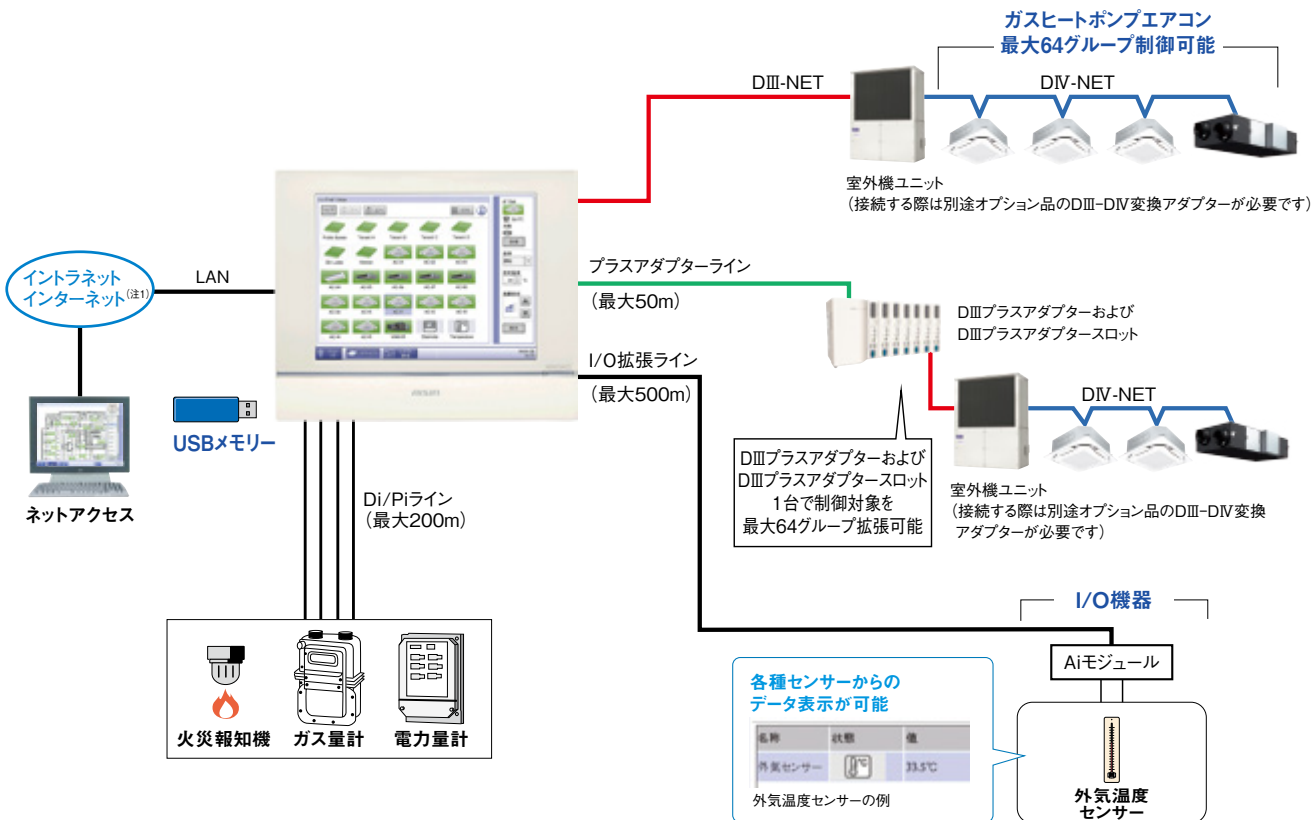 ガスヒートポンプエアコン
最大64グループ制御可能
DⅢ-NET
DⅣ-NET
室外機ユニット
(接続する際は別途オプション品のDⅢ-DⅣ変換アダプターが必要です)
イントラネット
インターネット(注1)
LAN
プラスアダプターライン
(最大50m)
DⅢプラスアダプターおよび
DⅢプラスアダプタースロット
I/O拡張ライン
(最大500m)
DⅣ-NET
USBメモリー
ネットアクセス
DⅢプラスアダプターおよび
DⅢプラスアダプタースロット
1台で制御対象を
最大64グループ拡張可能
室外機ユニット
(接続する際は別途オプション品のDⅢ-DⅣ変換
アダプターが必要です)
Di/Piライン
(最大200m)
I/O機器
Aiモジュール
火災報知機
ガス量計
電力量計
各種センサーからの
データ表示が可能
名称 状態 値
外気センサー ℃ 33.5℃
外気温度センサーの例
外気温度
センサー